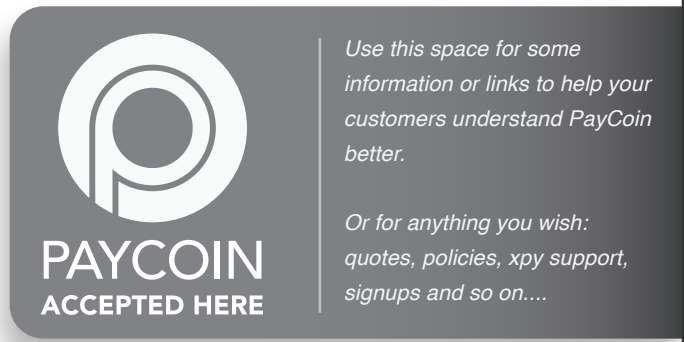 PAYCOIN
ACCEPTED HERE
Use this space for some
information or links to help your
customers understand PayCoin
better.
Or for anything you wish:
quotes, policies, xpy support,
signups and so on....